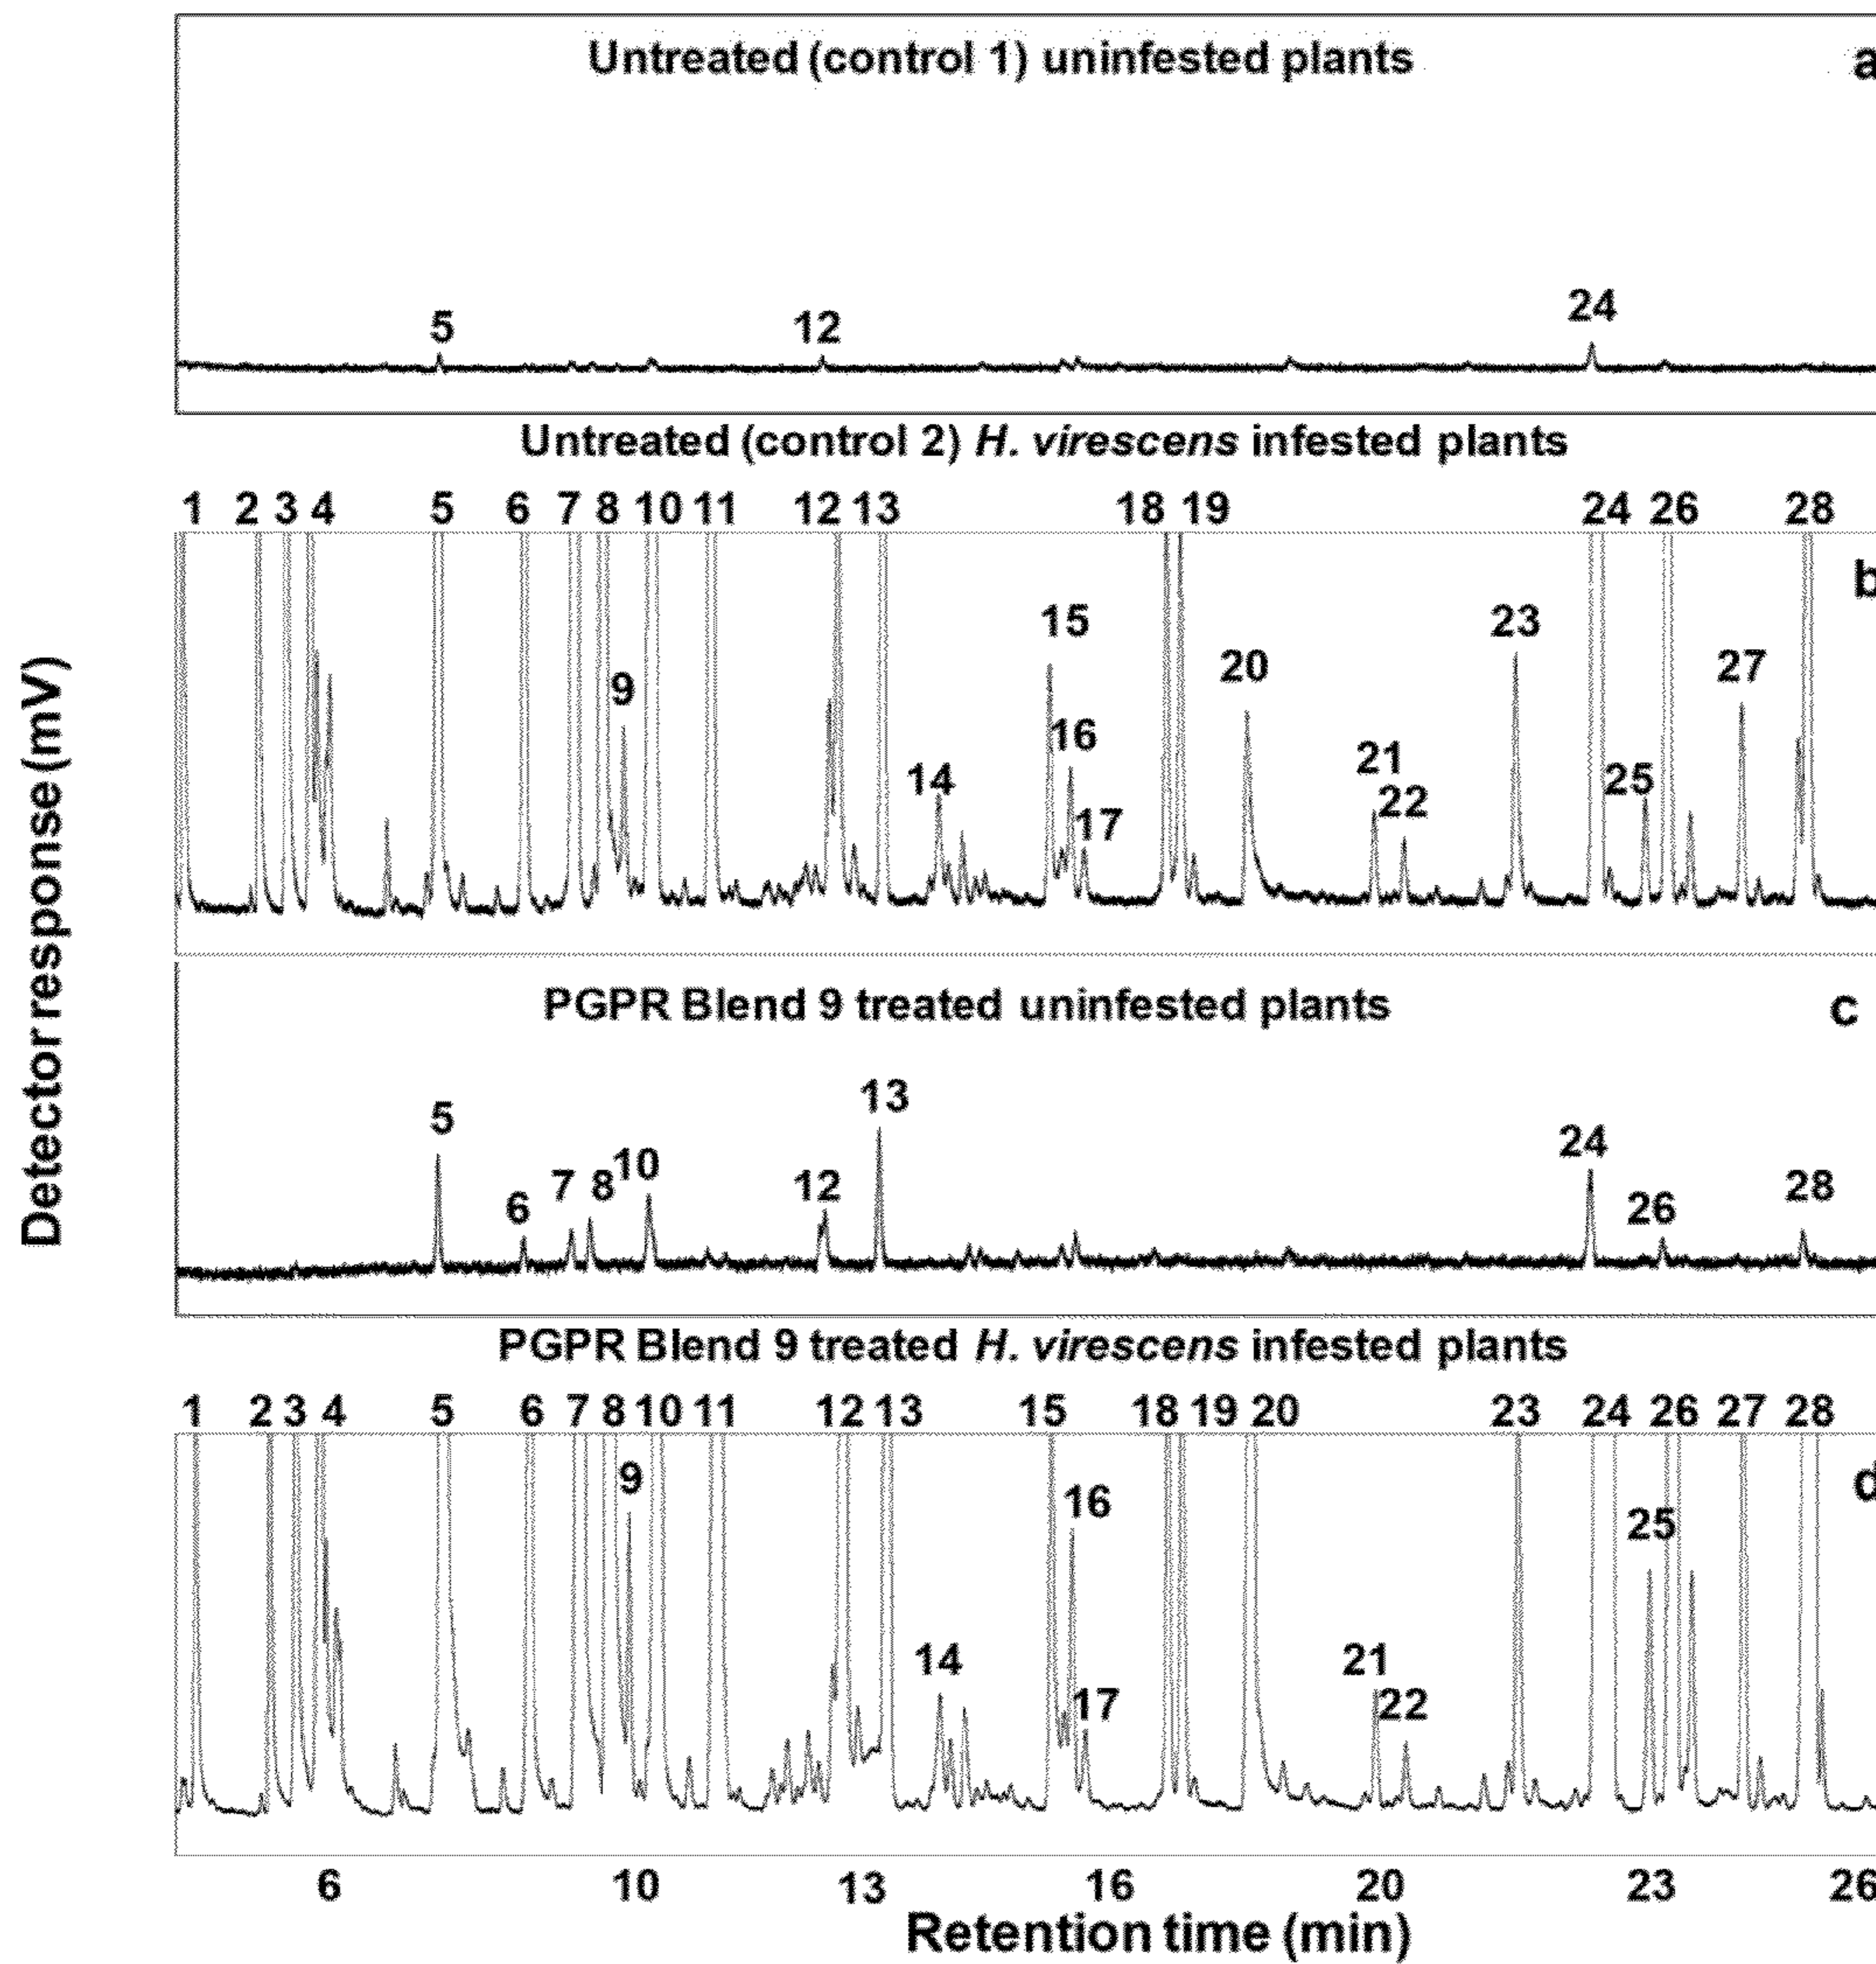 Untreated (control 1) uninfested plants a
5 12 24
Untreated (control 2) H. virescens infested plants
1 2 3 4 5 6 7 8 10 11 12 13 18 19 24 26 28
b
15 23
20 27
9
16
14 21 25
22
17
PGPR Blend 9 treated uninfested plants c
13
5
24
10
7 8 12 28
6 26
PGPR Blend 9 treated H. virescens infested plants
1 2 3 4 5 6 7 8 10 11 12 13 15 18 19 20 23 24 26 27 28
9 d
16
25
14 21
17 22
6 10 13 16 20 23 26
Retention time (min)
Detector response (mV)